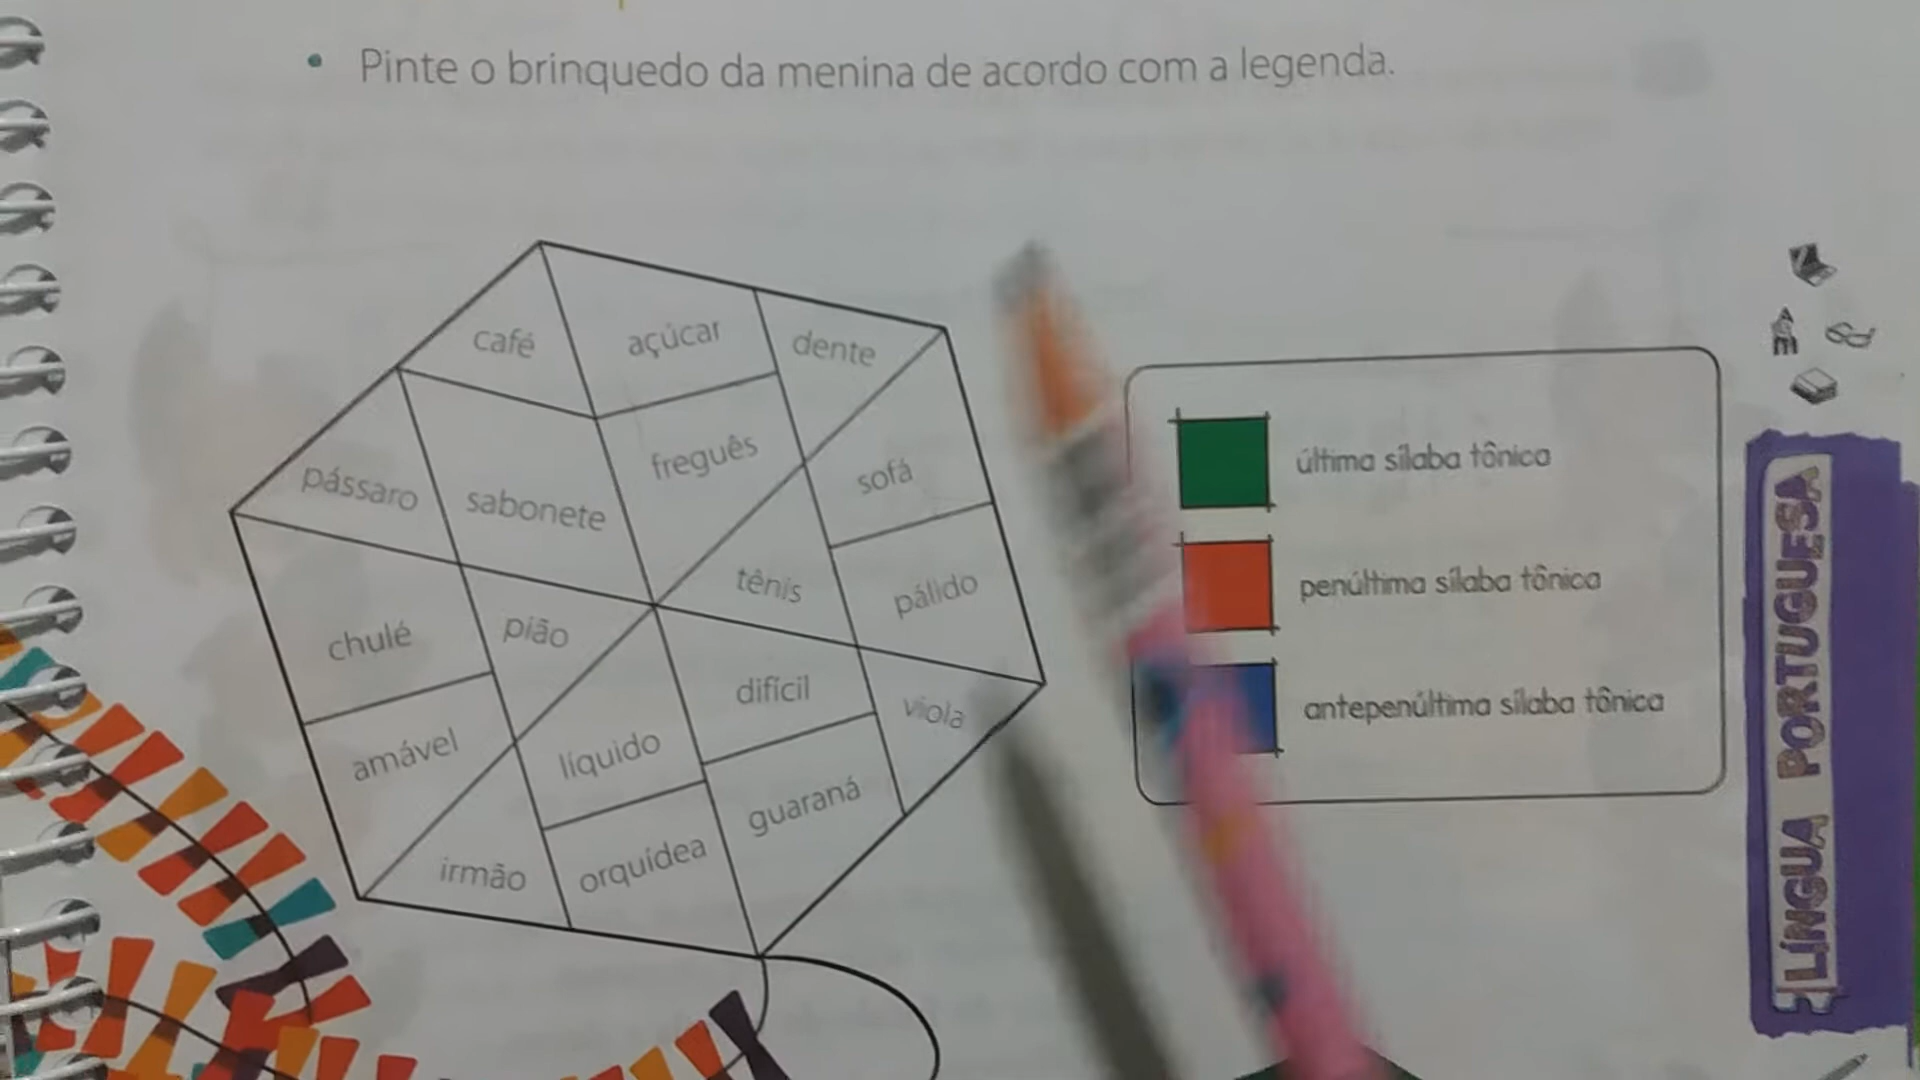 Pinte o brinquedo da menina de acordo com a legenda.
café
açúcar
dente
pássaro
sabonete
freguês
sofá
chulé
pião
tênis
pálido
amável
líquido
difícil
viola
irmão
orquídea
guaraná
última sílaba tônica
penúltima sílaba tônica
antepenúltima sílaba tônica
LÍNGUA PORTUGUESA